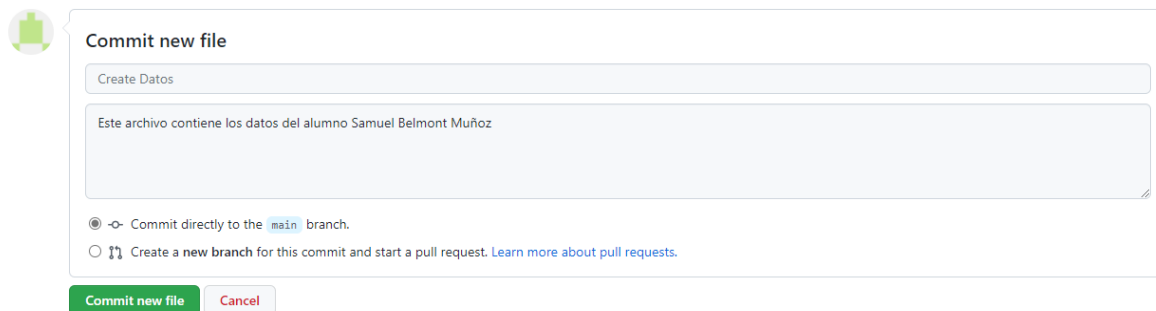 Commit new file
Create Datos
Este archivo contiene los datos del alumno Samuel Belmont Muñoz
Commit directly to the main branch.
Create a new branch for this commit and start a pull request. Learn more about pull requests.
Commit new file Cancel